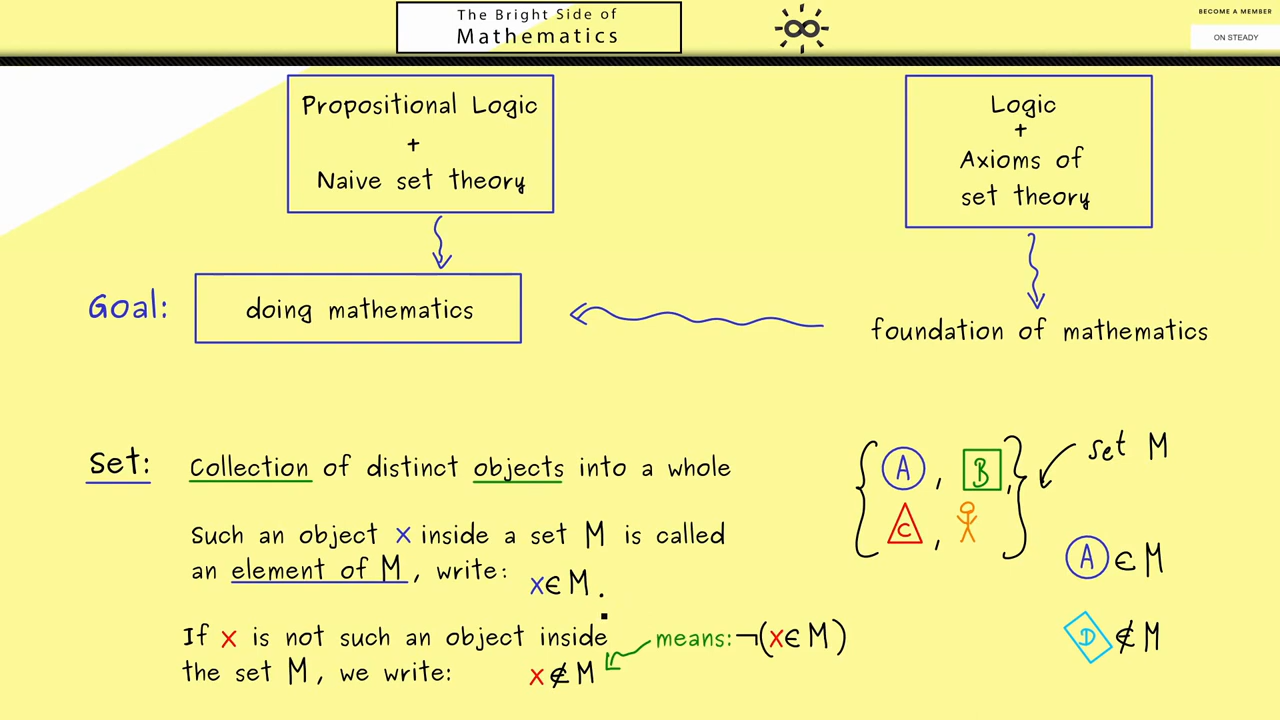 The Bright Side of
Mathematics
BECOME A MEMBER
ON STEADY
Propositional Logic
+
Naive set theory
Logic
+
Axioms of
set theory
Goal:
doing mathematics
foundation of mathematics
Set: Collection of distinct objects into a whole
Such an object x inside a set M is called
an element of M, write: x∈M.
If x is not such an object inside
the set M, we write: x∉M
means: ¬(x∈M)
{ A, B,
C, }
set M
A ∈ M
D ∉ M